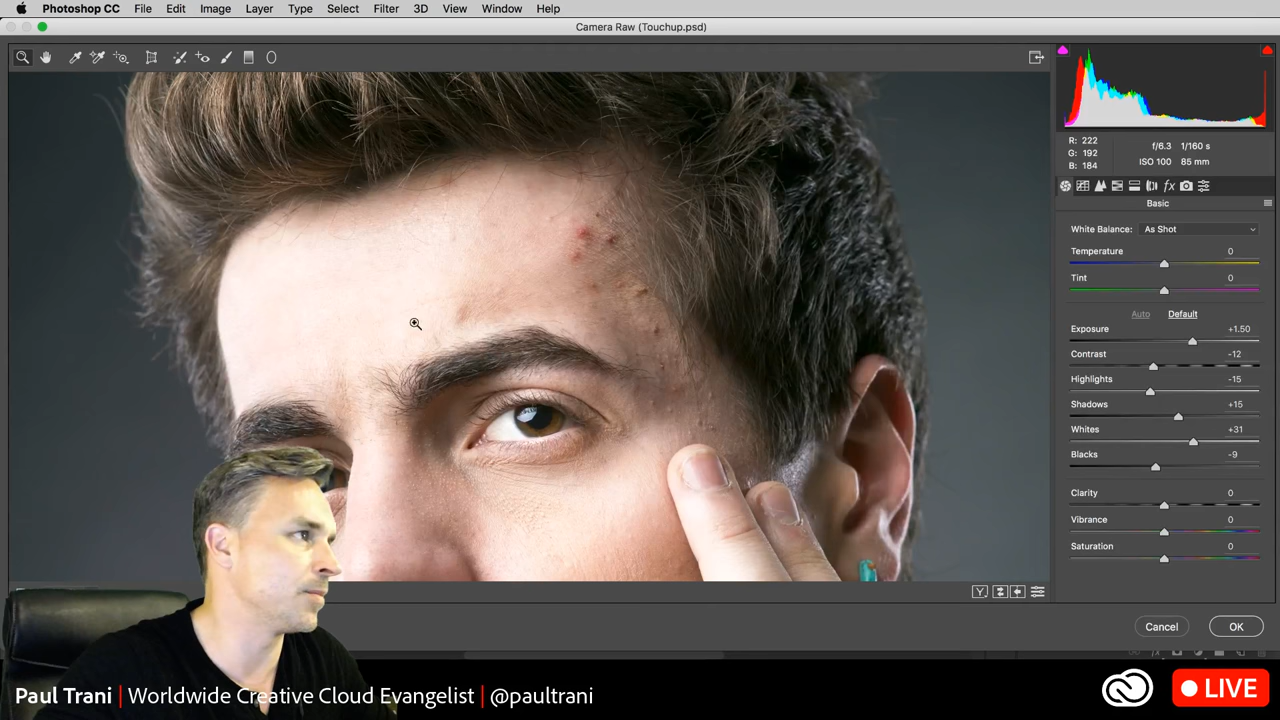 Photoshop CC File Edit Image Layer Type Select Filter 3D View Window Help
Camera Raw (Touchup.psd)
R: 222
G: 192
B: 184
f/6.3 1/160 s
ISO 100 85 mm
fx
Basic
White Balance: As Shot
Temperature 0
Tint 0
Auto Default
Exposure +1.50
Contrast -12
Highlights -15
Shadows +15
Whites +31
Blacks -9
Clarity 0
Vibrance 0
Saturation 0
Y
Cancel OK
Paul Trani | Worldwide Creative Cloud Evangelist | @paultrani
LIVE